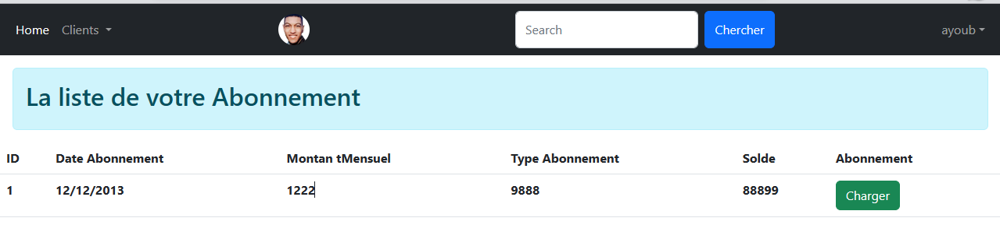 Home Clients Search Chercher ayoub
La liste de votre Abonnement
ID Date Abonnement Montan tMensuel Type Abonnement Solde Abonnement
1 12/12/2013 1222 9888 88899 Charger